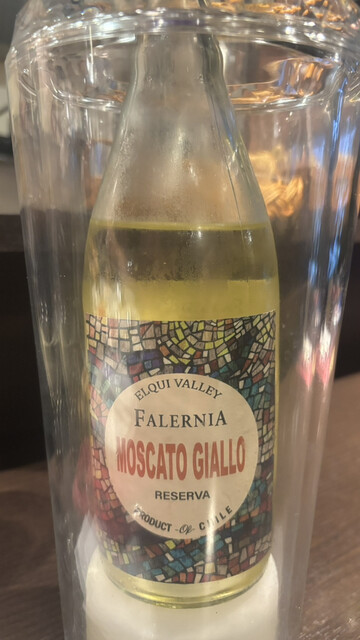 ELQUI VALLEY
FALERNIA
MOSCATO GIALLO
RESERVA
PRODUCT -Of- CHILE